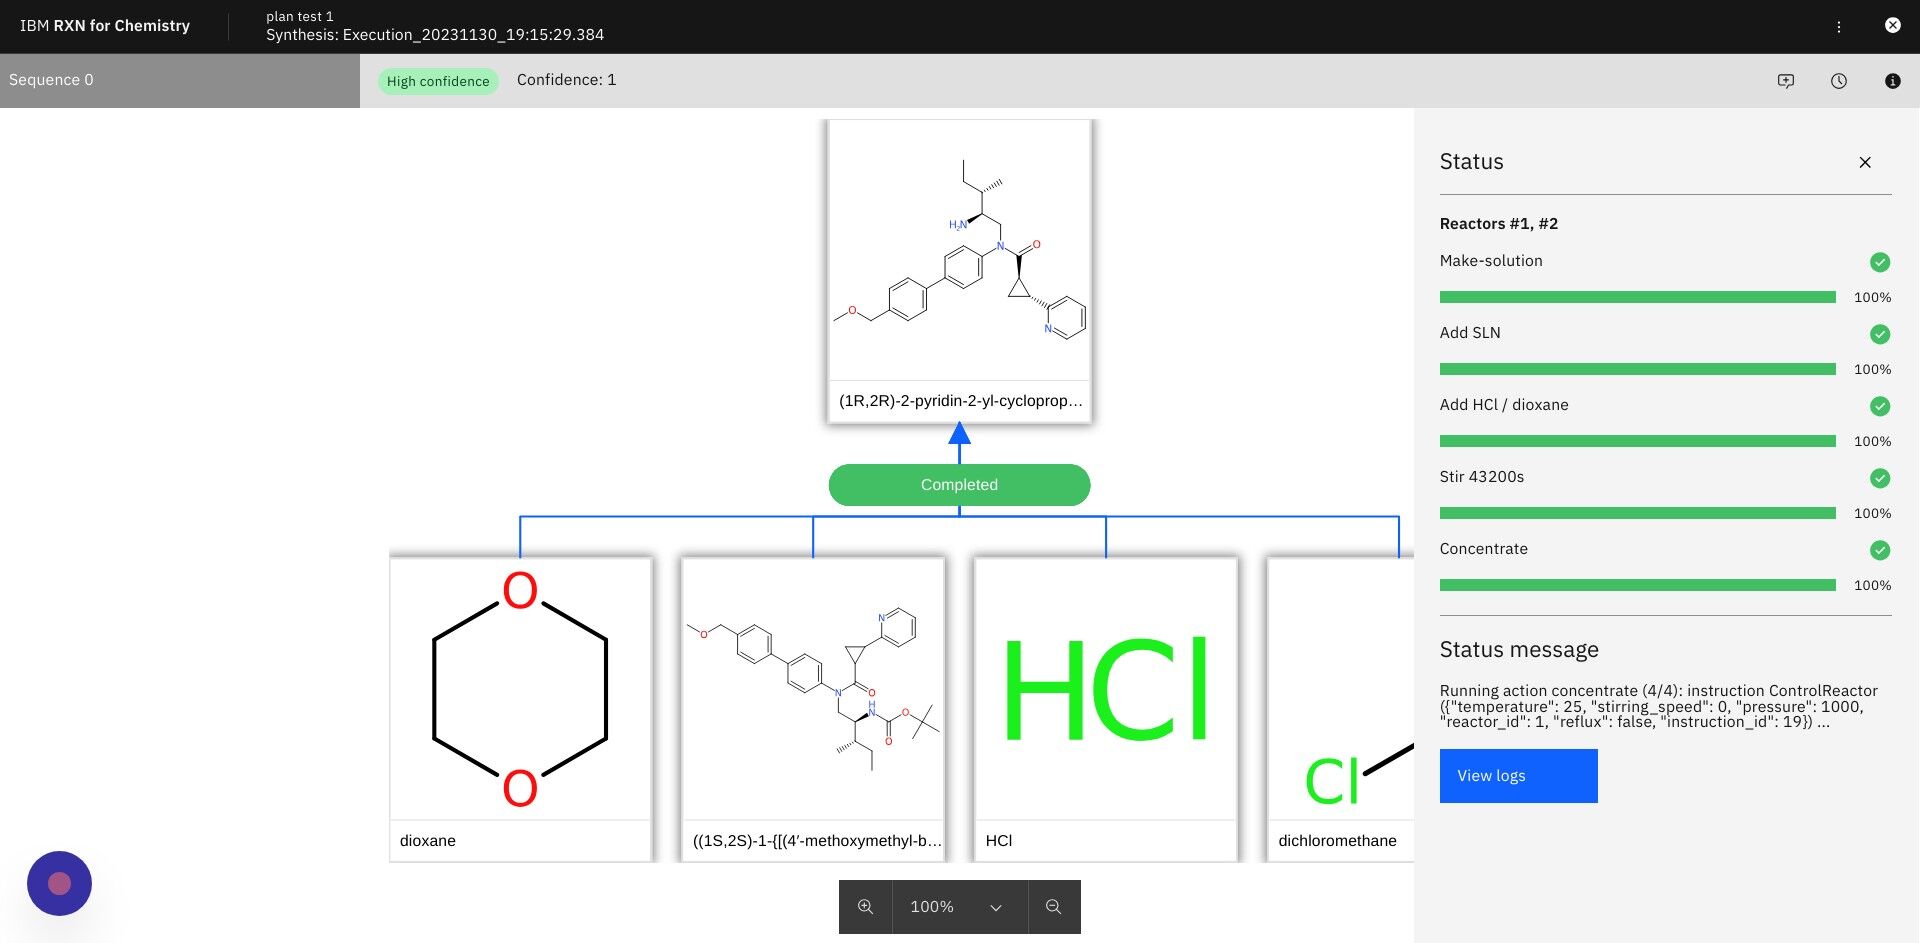 IBM RXN for Chemistry
plan test 1
Synthesis: Execution_20231130_19:15:29.384
Sequence 0
High confidence
Confidence: 1
H₂N
N
O
O
N
(1R,2R)-2-pyridin-2-yl-cycloprop...
Completed
O
O
dioxane
N
O
N
O
H
N
O
O
((1S,2S)-1-{[(4'-methoxymethyl-b...
HCl
HCl
Cl
dichloromethane
100%
Status
Reactors #1, #2
Make-solution
100%
Add SLN
100%
Add HCl / dioxane
100%
Stir 43200s
100%
Concentrate
100%
Status message
Running action concentrate (4/4): instruction ControlReactor
({"temperature": 25, "stirring_speed": 0, "pressure": 1000,
"reactor_id": 1, "reflux": false, "instruction_id": 19}) ...
View logs